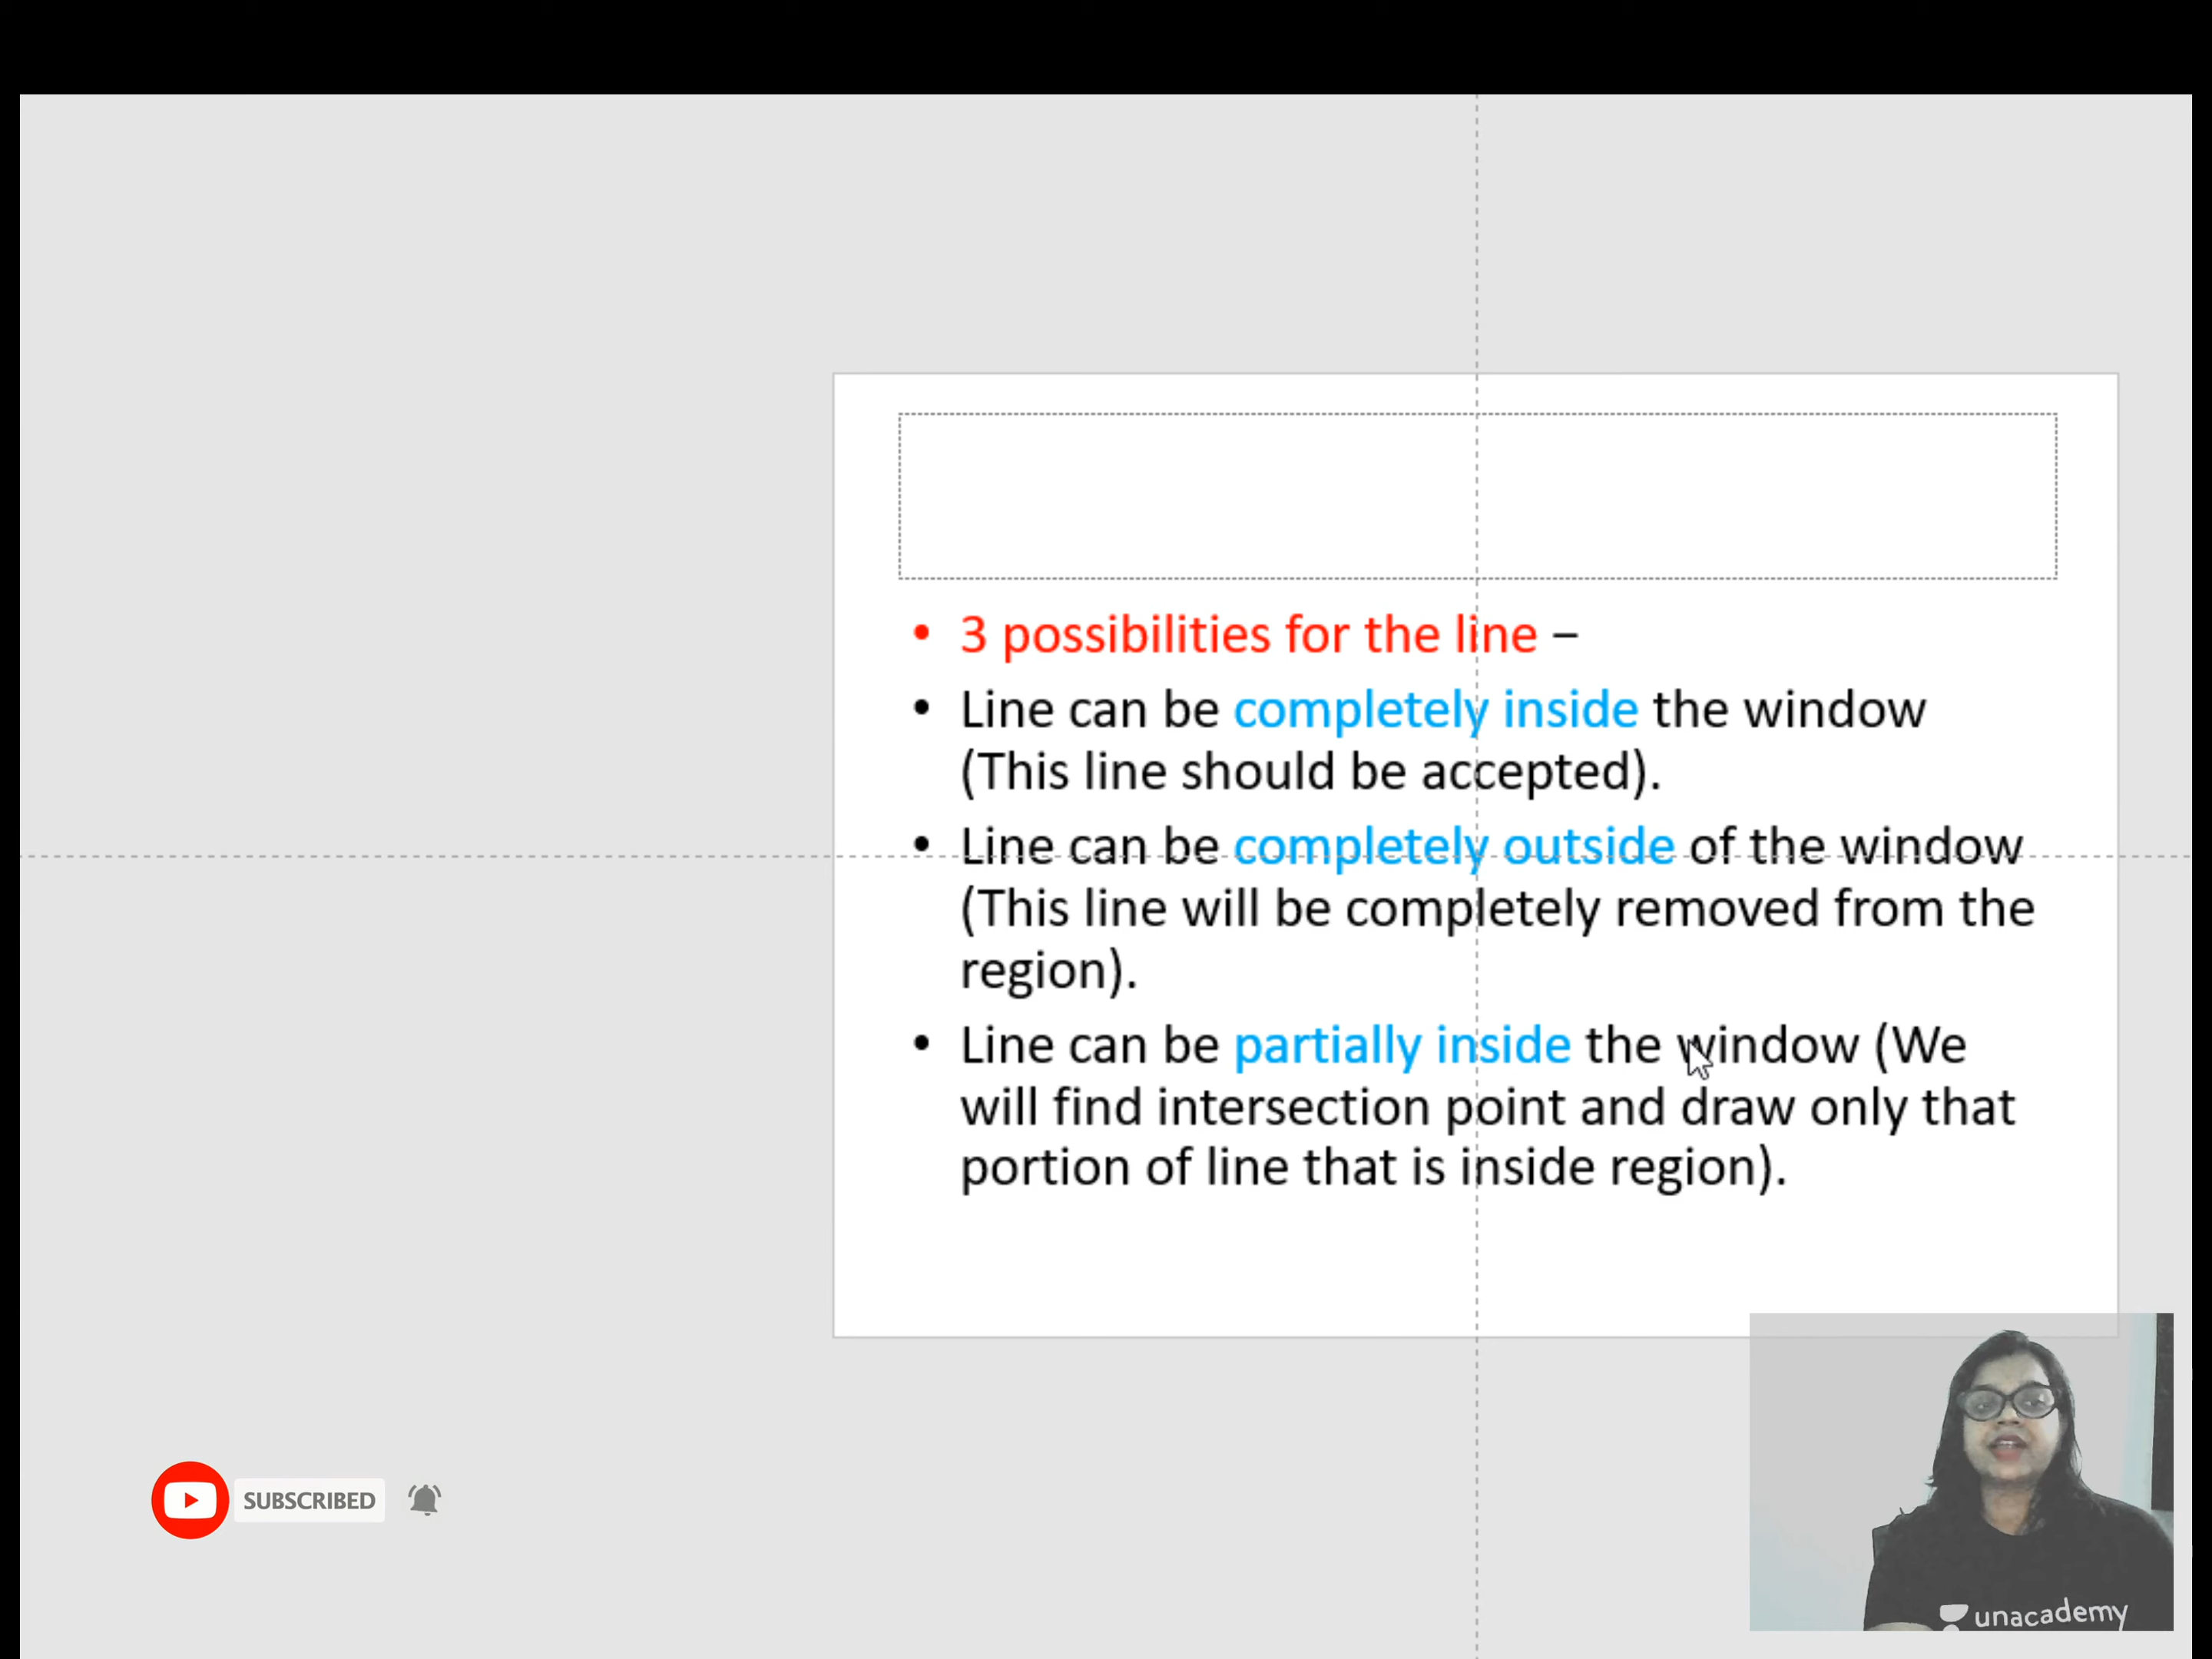 • 3 possibilities for the line –
• Line can be completely inside the window
(This line should be accepted).
• Line can be completely outside of the window
(This line will be completely removed from the
region).
• Line can be partially inside the window (We
will find intersection point and draw only that
portion of line that is inside region).
SUBSCRIBED
unacademy